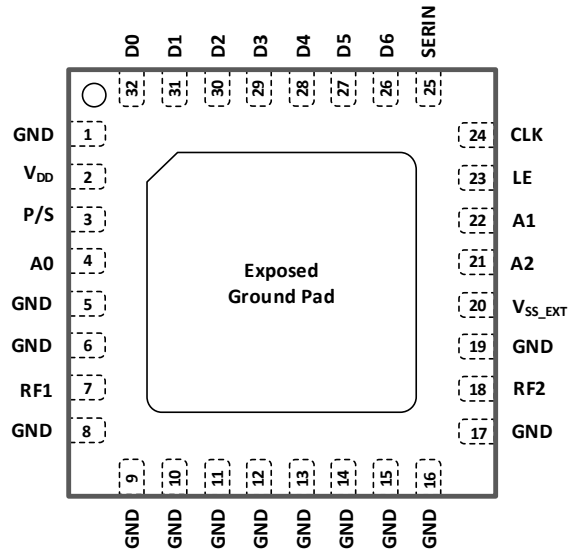 D0 D1 D2 D3 D4 D5 D6 SERIN
32 31 30 29 28 27 26 25
GND 1 24 CLK
VDD 2 23 LE
P/S 3 22 A1
A0 4 21 A2
Exposed
Ground Pad
GND 5 20 VSS_EXT
GND 6 19 GND
RF1 7 18 RF2
GND 8 17 GND
9 10 11 12 13 14 15 16
GND GND GND GND GND GND GND GND